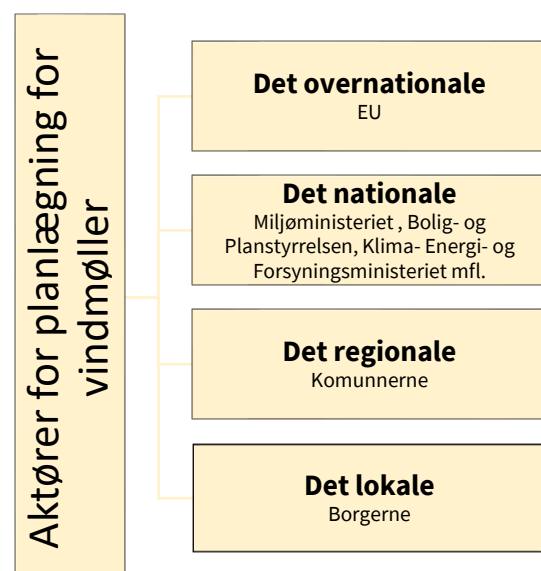 Aktører for planlægning for
vindmøller
Det overnationale
EU
Det nationale
Miljøministeriet , Bolig- og
Planstyrrelsen, Klima- Energi- og
Forsyningsministeriet mfl.
Det regionale
Komunnerne
Det lokale
Borgerne